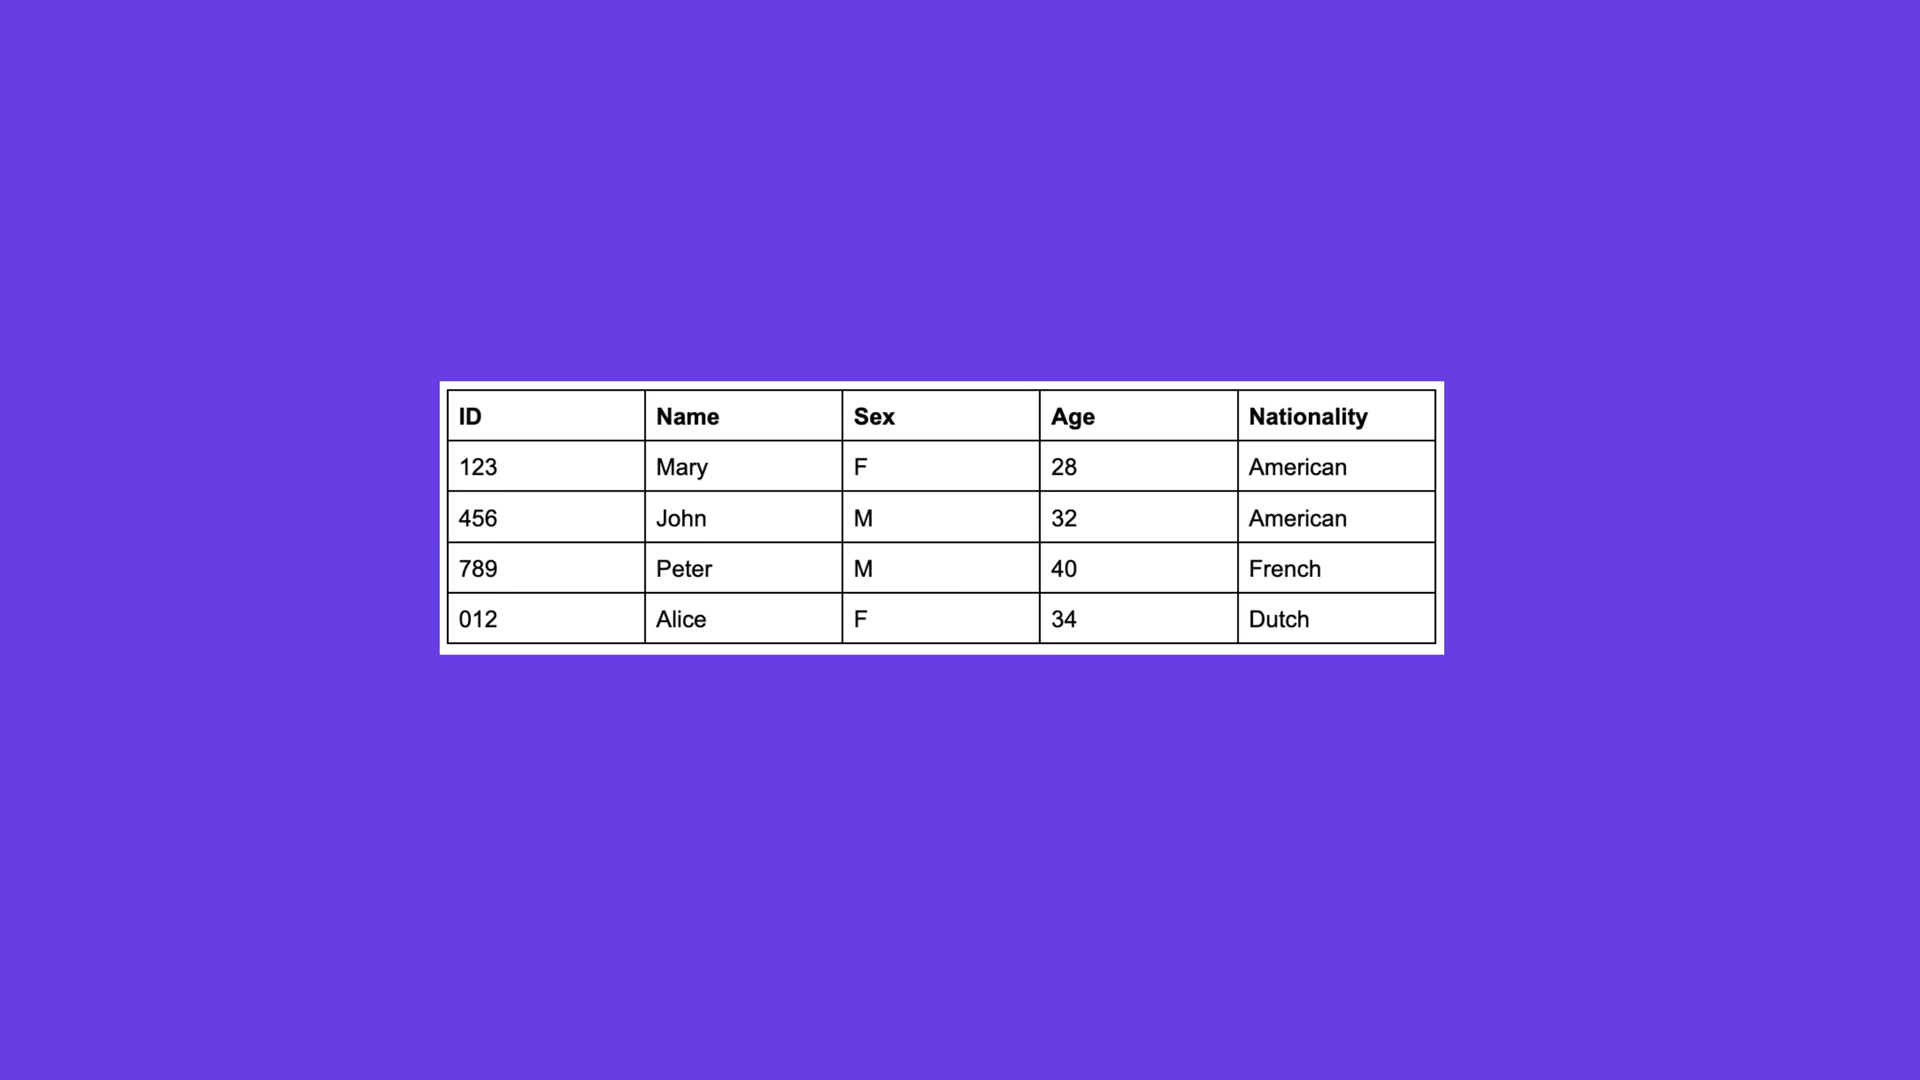 ID Name Sex Age Nationality
123 Mary F 28 American
456 John M 32 American
789 Peter M 40 French
012 Alice F 34 Dutch